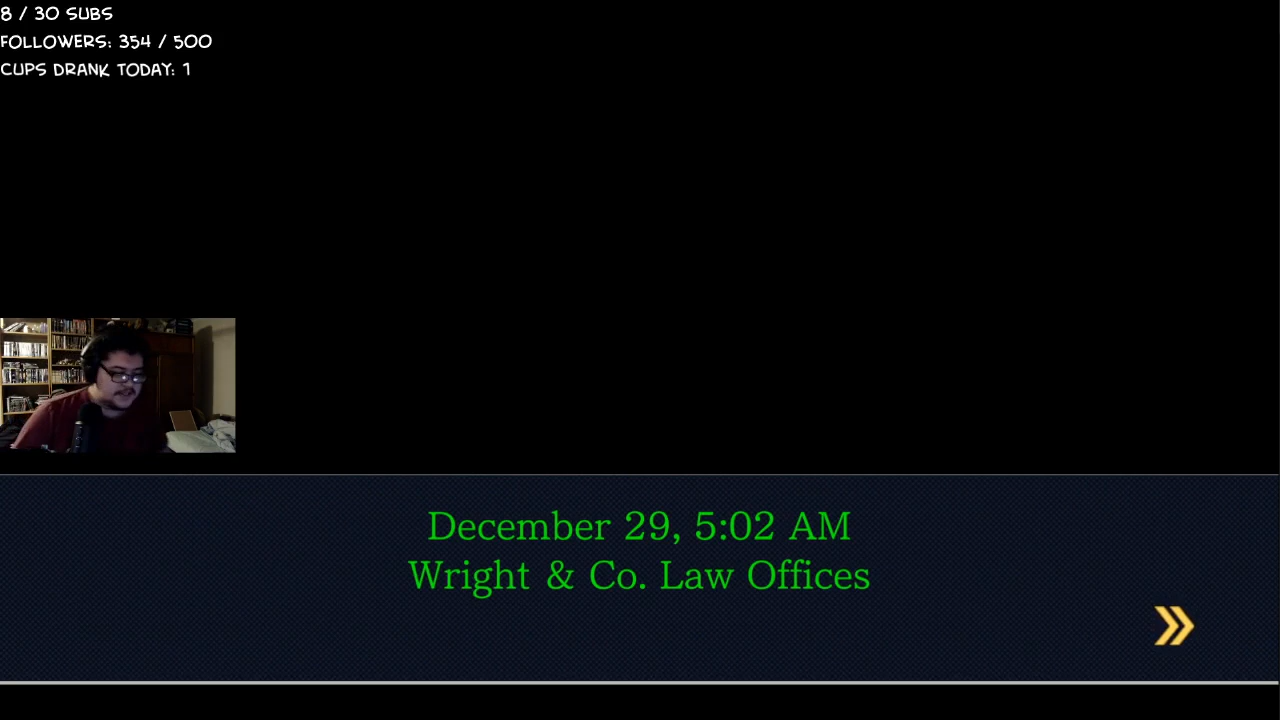 8 / 30 SUBS
FOLLOWERS: 354 / 500
CUPS DRANK TODAY: 1
December 29, 5:02 AM
Wright & Co. Law Offices